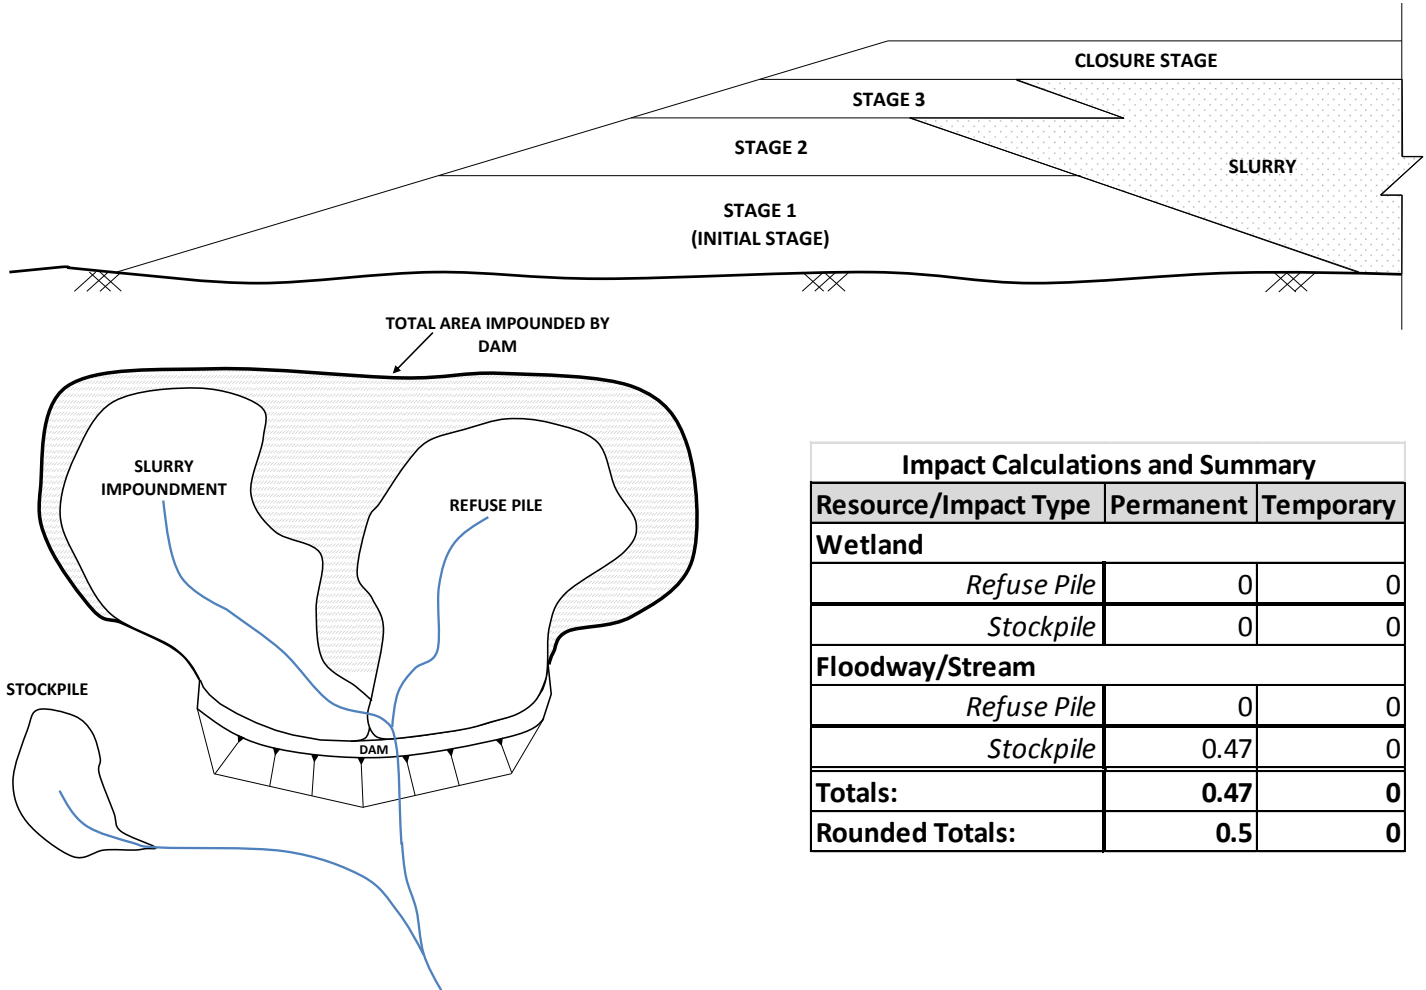 CLOSURE STAGE
STAGE 3
STAGE 2
SLURRY
STAGE 1
(INITIAL STAGE)
TOTAL AREA IMPOUNDED BY
DAM
SLURRY
IMPOUNDMENT
REFUSE PILE
STOCKPILE
DAM
Impact Calculations and Summary
Resource/Impact Type Permanent Temporary
Wetland
Refuse Pile 0 0
Stockpile 0 0
Floodway/Stream
Refuse Pile 0 0
Stockpile 0.47 0
Totals: 0.47 0
Rounded Totals: 0.5 0